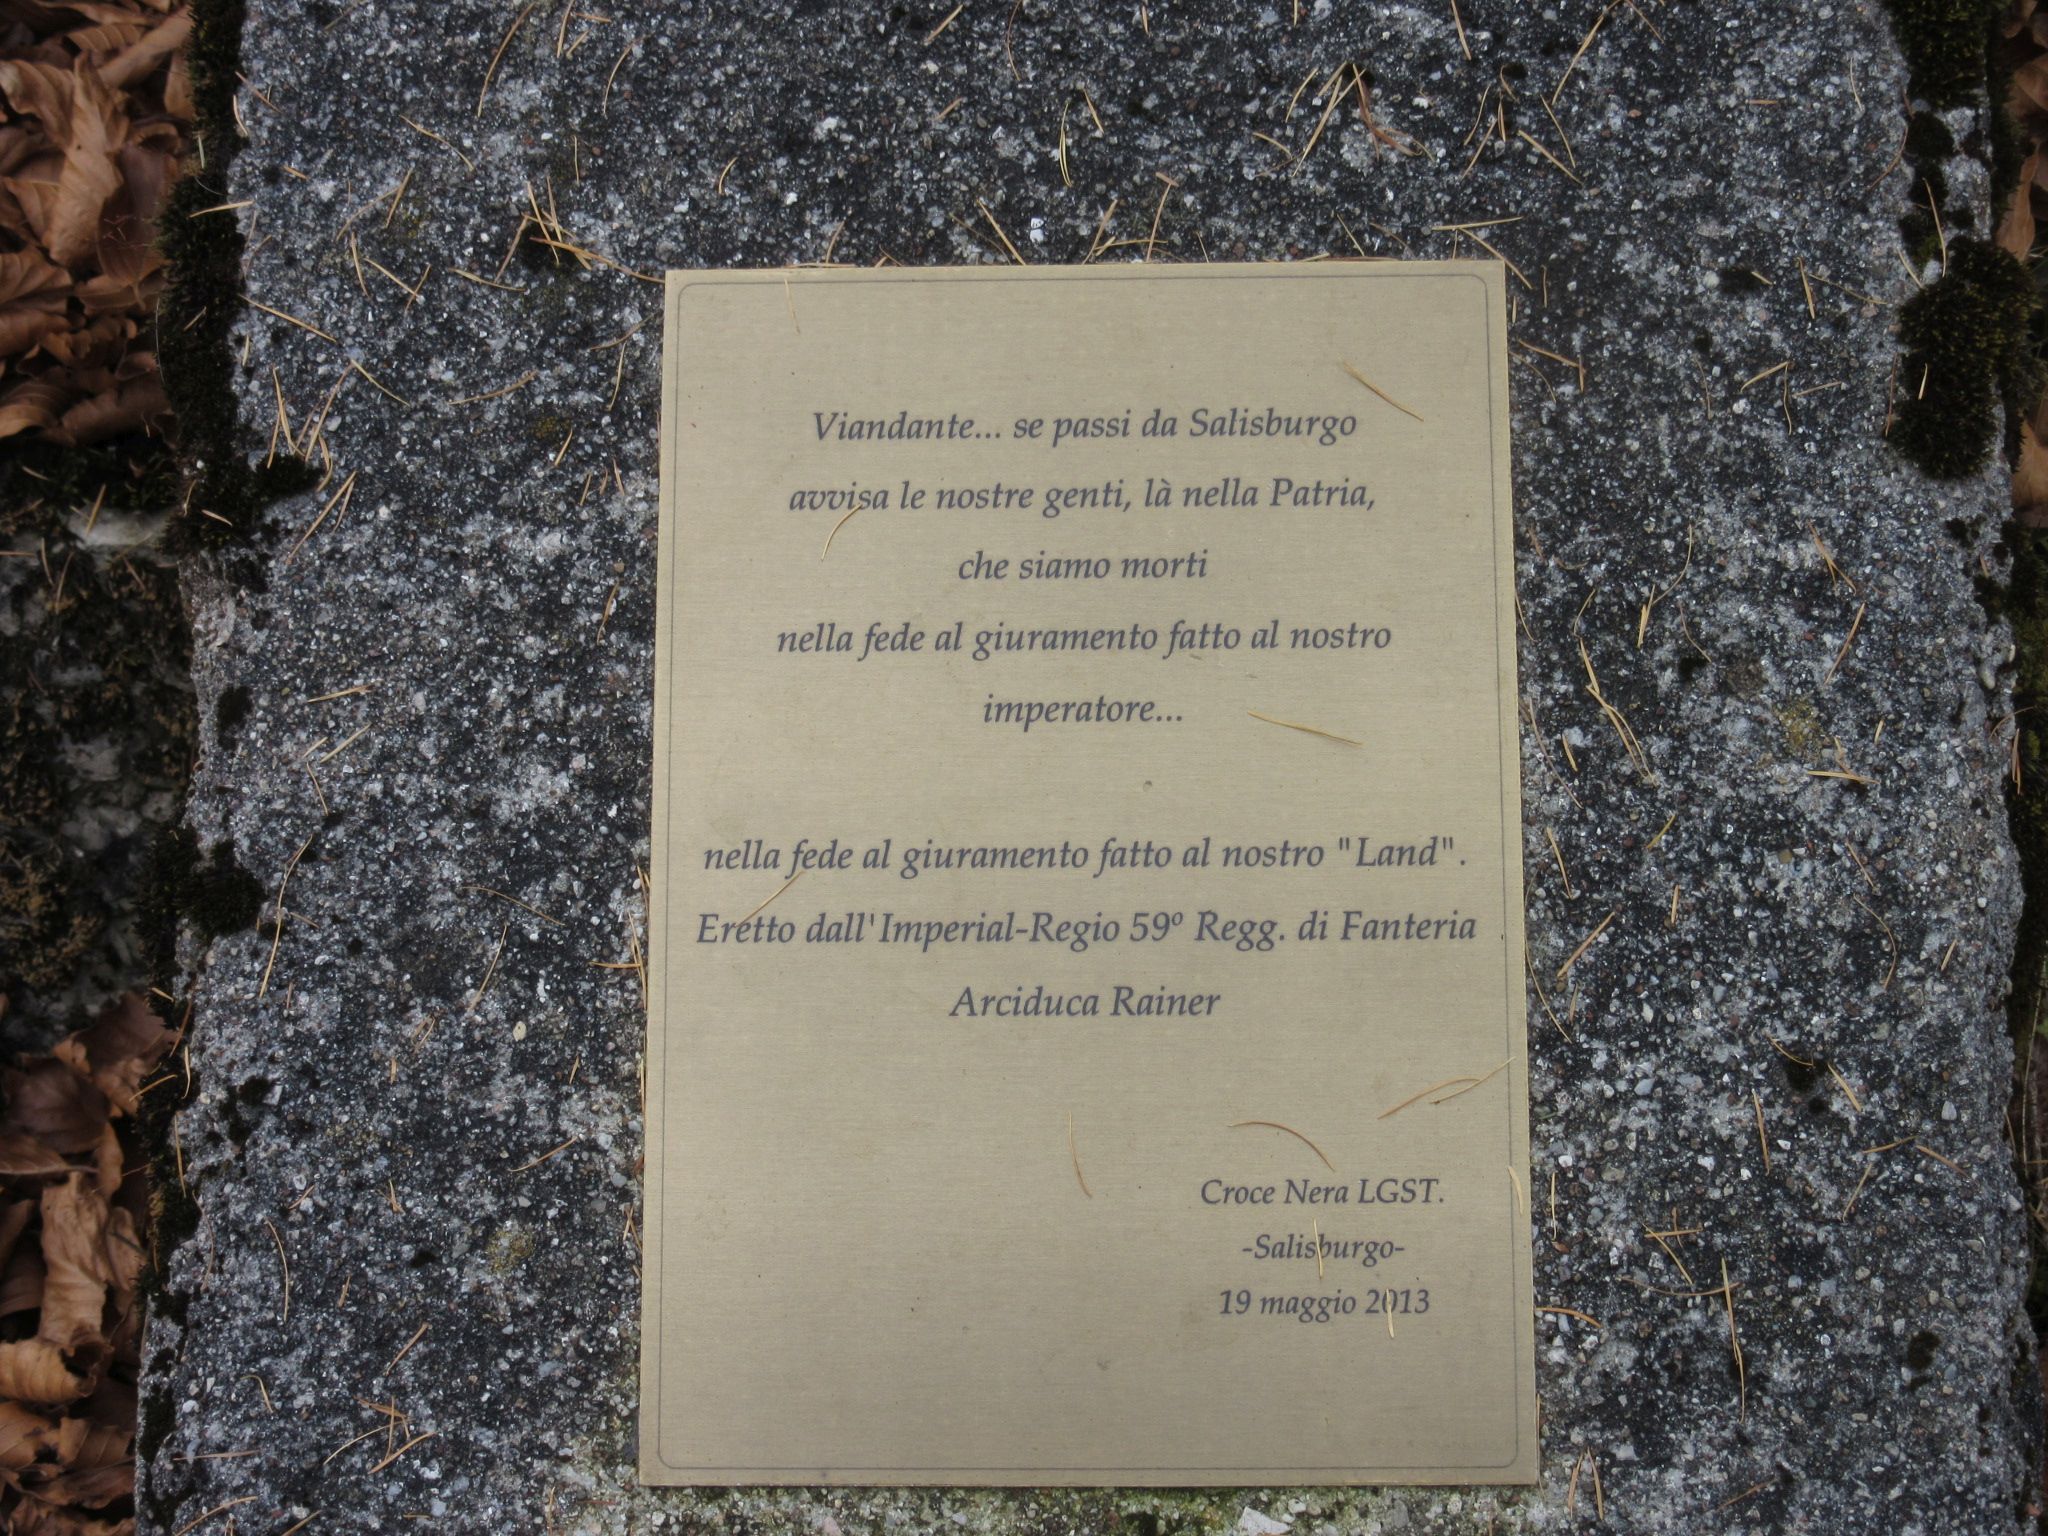 Viandante... se passi da Salisburgo
avvisa le nostre genti, là nella Patria,
che siamo morti
nella fede al giuramento fatto al nostro
imperatore...
nella fede al giuramento fatto al nostro "Land".
Eretto dall'Imperial-Regio 59º Regg. di Fanteria
Arciduca Rainer
Croce Nera LGST.
-Salisburgo-
19 maggio 2013